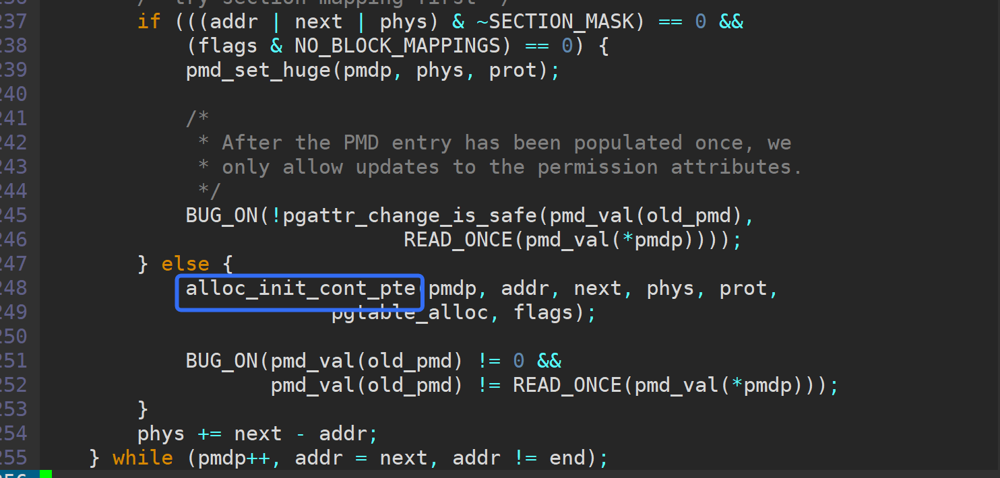 /* try section mapping first */
237 if (((addr | next | phys) & ~SECTION_MASK) == 0 &&
238 (flags & NO_BLOCK_MAPPINGS) == 0) {
239 pmd_set_huge(pmdp, phys, prot);
240
241 /*
242 * After the PMD entry has been populated once, we
243 * only allow updates to the permission attributes.
244 */
245 BUG_ON(!pgattr_change_is_safe(pmd_val(old_pmd),
246 READ_ONCE(pmd_val(*pmdp))));
247 } else {
248 alloc_init_cont_pte(pmdp, addr, next, phys, prot,
249 pgtable_alloc, flags);
250
251 BUG_ON(pmd_val(old_pmd) != 0 &&
252 pmd_val(old_pmd) != READ_ONCE(pmd_val(*pmdp)));
253 }
254 phys += next - addr;
255 } while (pmdp++, addr = next, addr != end);